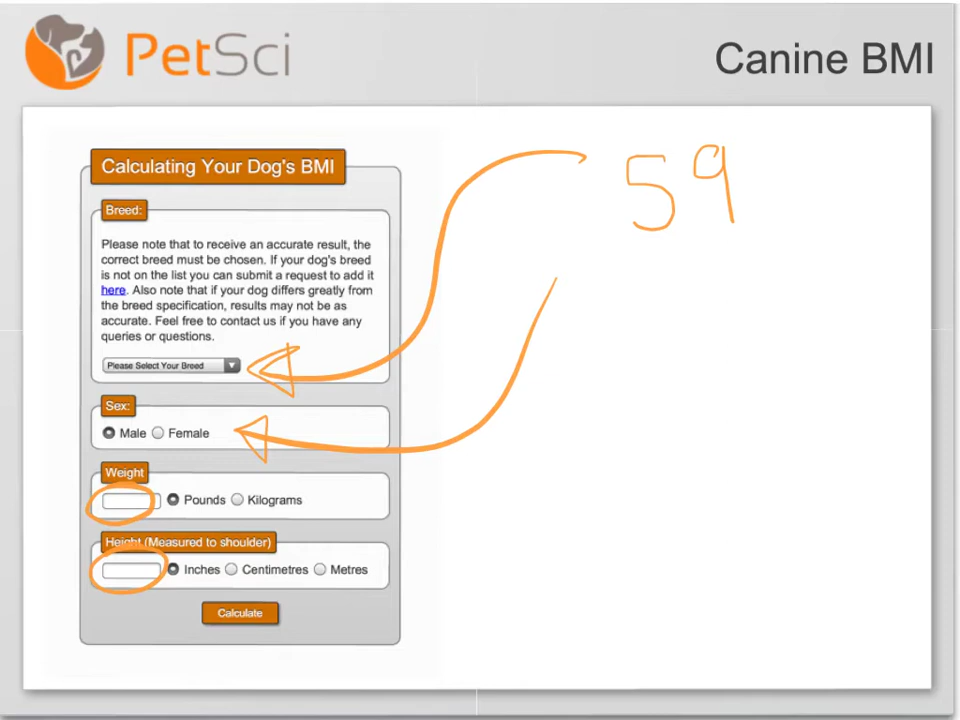 PetSci
Canine BMI
59
Calculating Your Dog's BMI
Breed:
Please note that to receive an accurate result, the
correct breed must be chosen. If your dog's breed
is not on the list you can submit a request to add it
here. Also note that if your dog differs greatly from
the breed specification, results may not be as
accurate. Feel free to contact us if you have any
queries or questions.
Please Select Your Breed
Sex:
Male Female
Weight
Pounds Kilograms
Height (Measured to shoulder)
Inches Centimetres Metres
Calculate